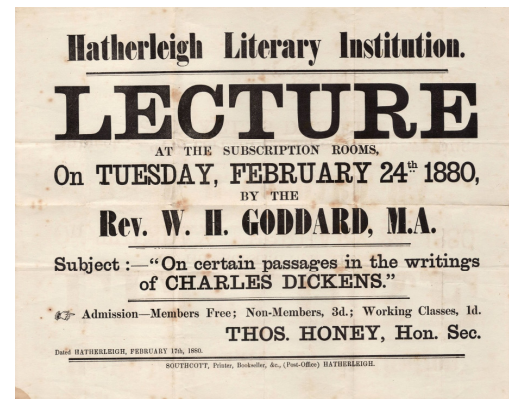 Hatherleigh Literary Institution.
LECTURE
AT THE SUBSCRIPTION ROOMS,
On TUESDAY, FEBRUARY 24th 1880,
BY THE
Rev. W. H. GODDARD, M.A.
Subject :—“On certain passages in the writings
of CHARLES DICKENS.”
Admission—Members Free; Non-Members, 3d.; Working Classes, 1d.
THOS. HONEY, Hon. Sec.
Dated HATHERLEIGH, FEBRUARY 17th, 1880.
SOUTHCOTT, Printer, Bookseller, &c., (Post-Office) HATHERLEIGH.